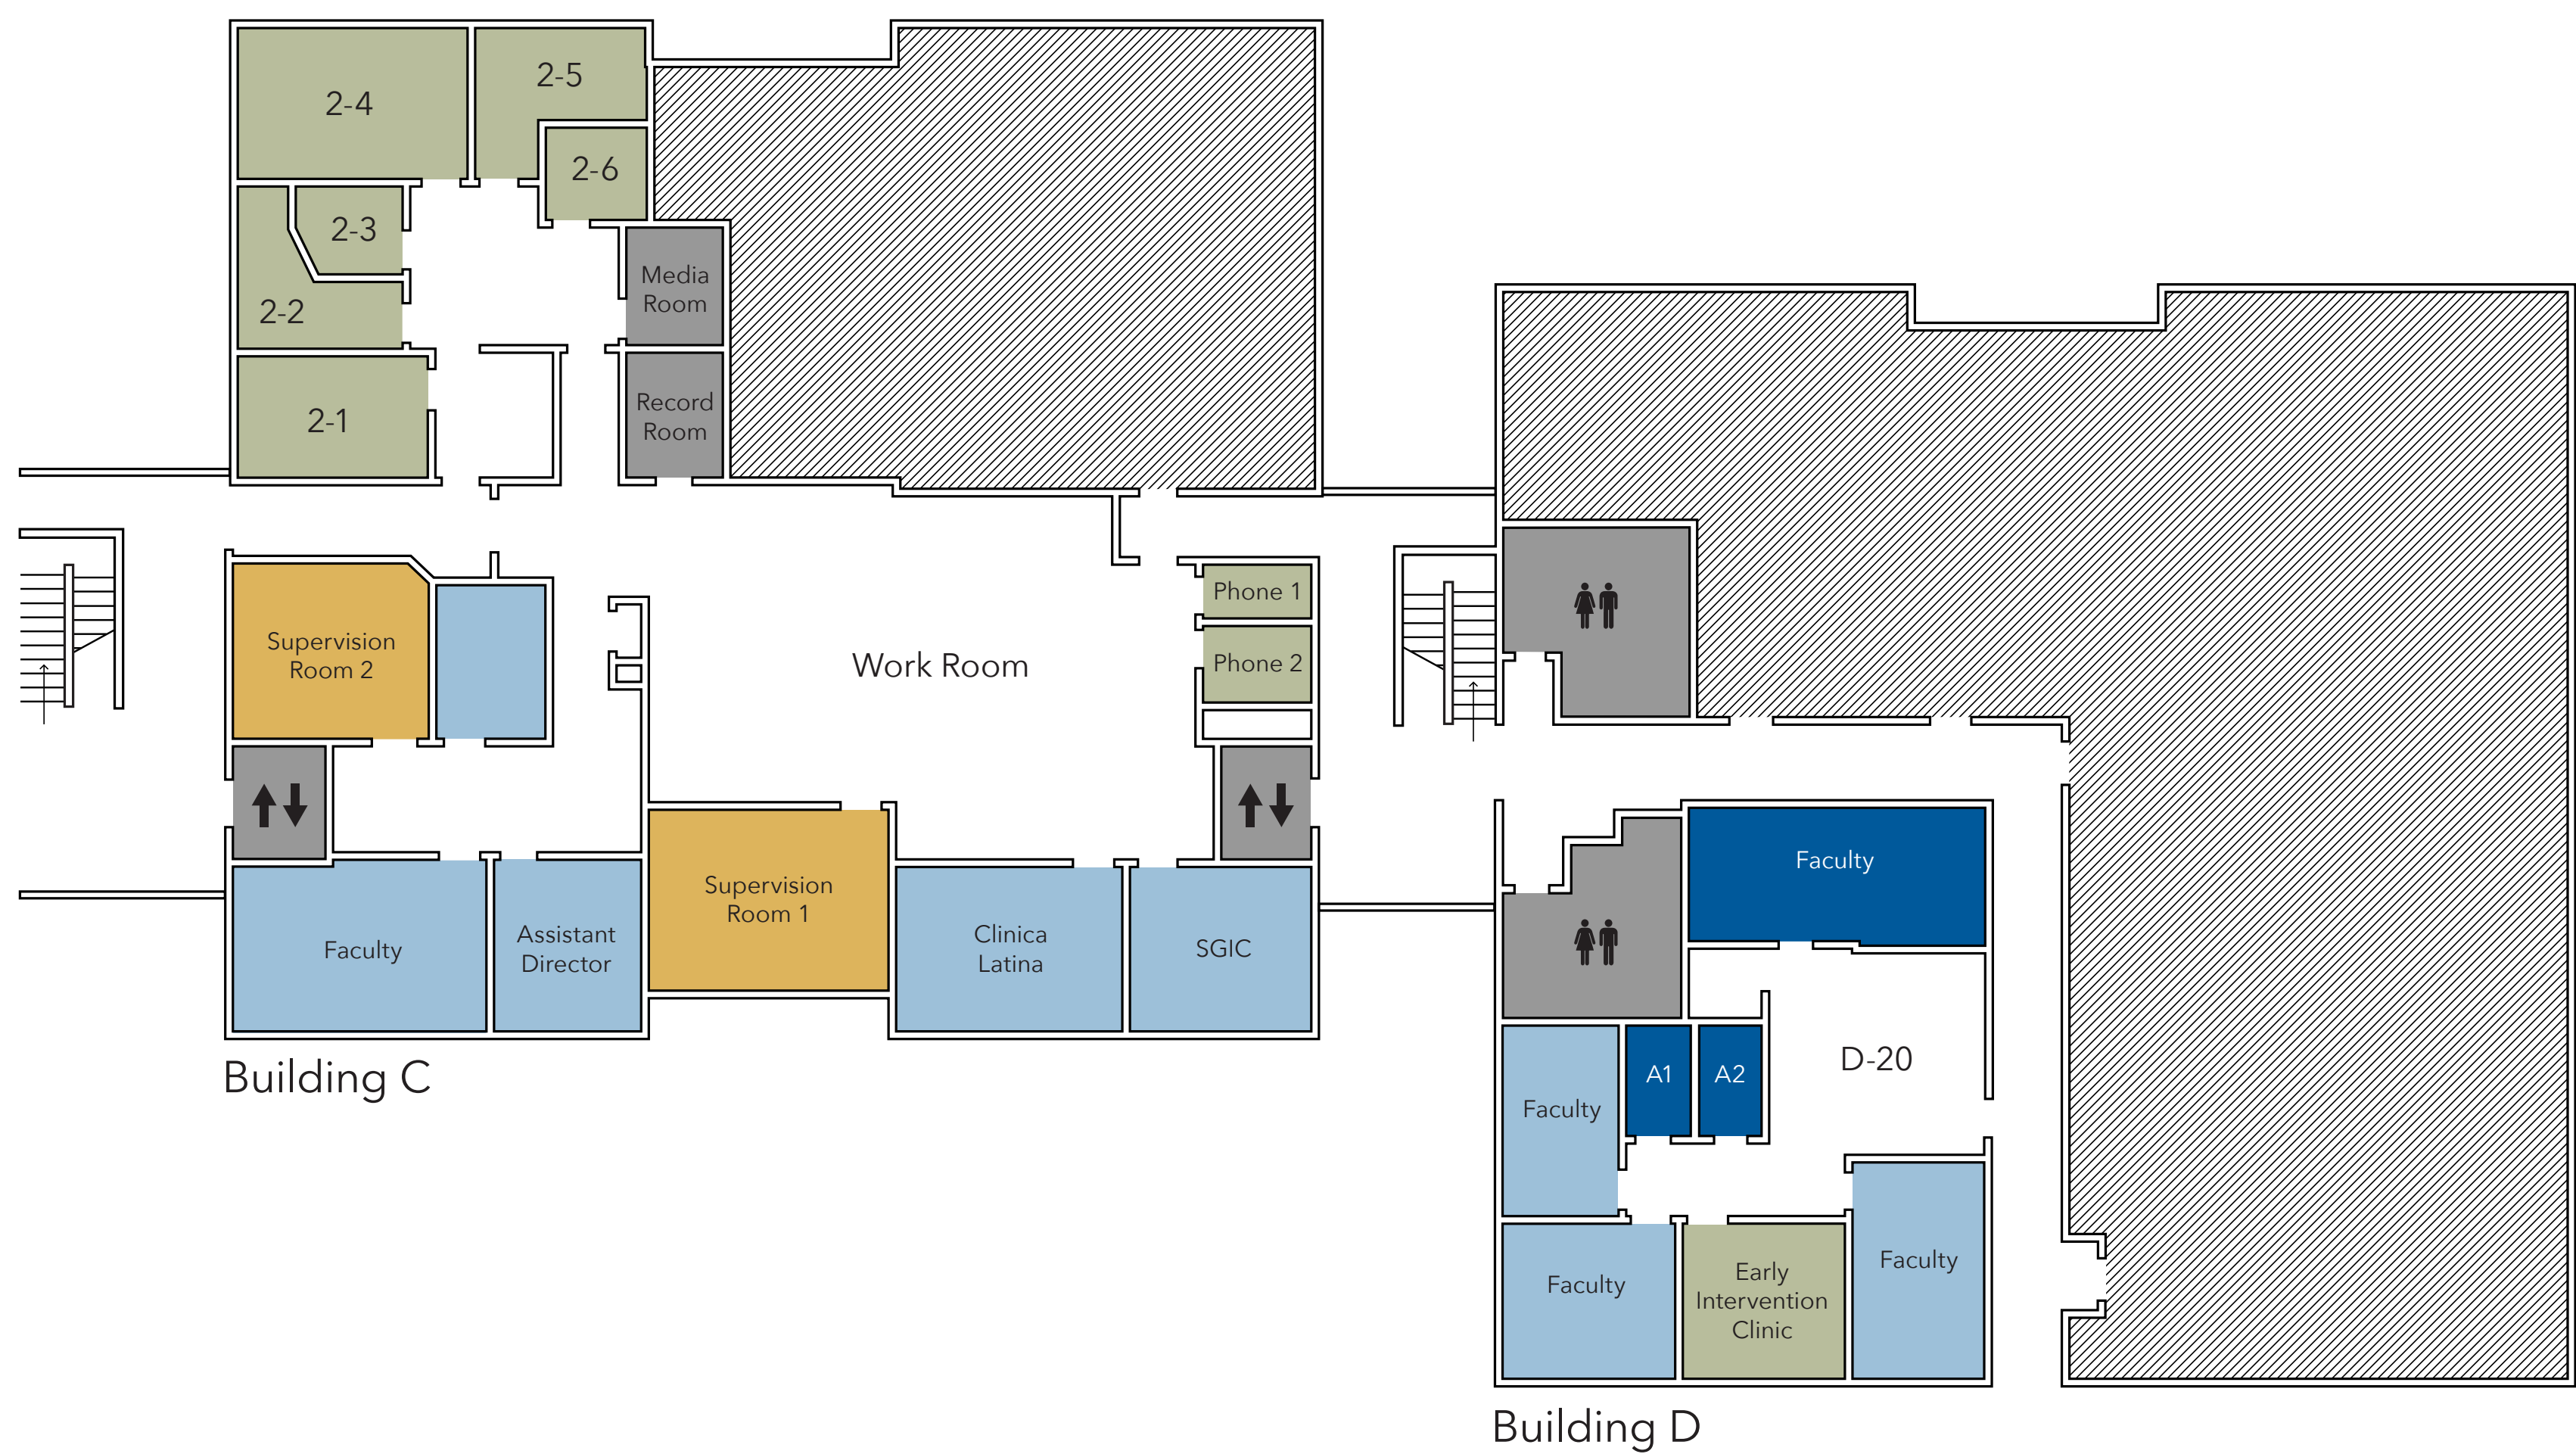 2-4
2-5
2-6
2-3
2-2
2-1
Media
Room
Record
Room
Supervision
Room 2
Work Room
Phone 1
Phone 2
Supervision
Room 1
Faculty
Assistant
Director
Clinica
Latina
SGIC
Building C
Faculty
A1
A2
D-20
Faculty
Faculty
Early
Intervention
Clinic
Faculty
Building D